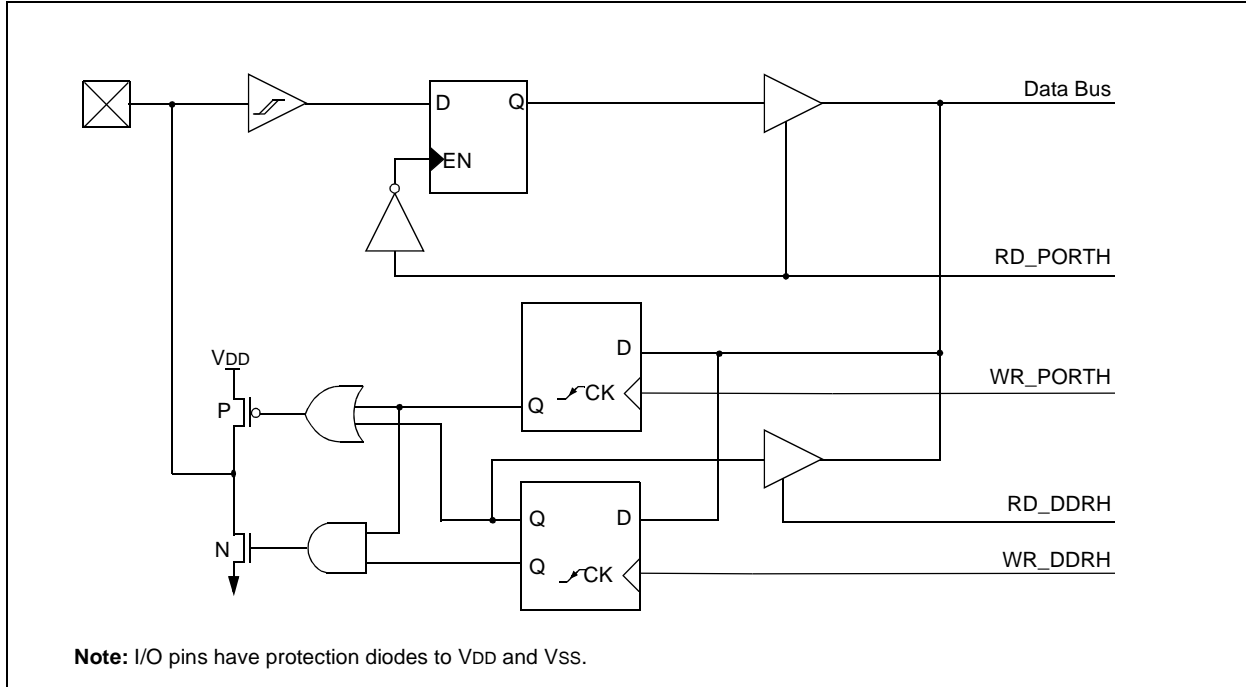 Data Bus
D Q
EN
RD_PORTH
D
VDD
WR_PORTH
CK
Q
P
RD_DDRH
Q D
N
WR_DDRH
Q
CK
Note: I/O pins have protection diodes to VDD and VSS.